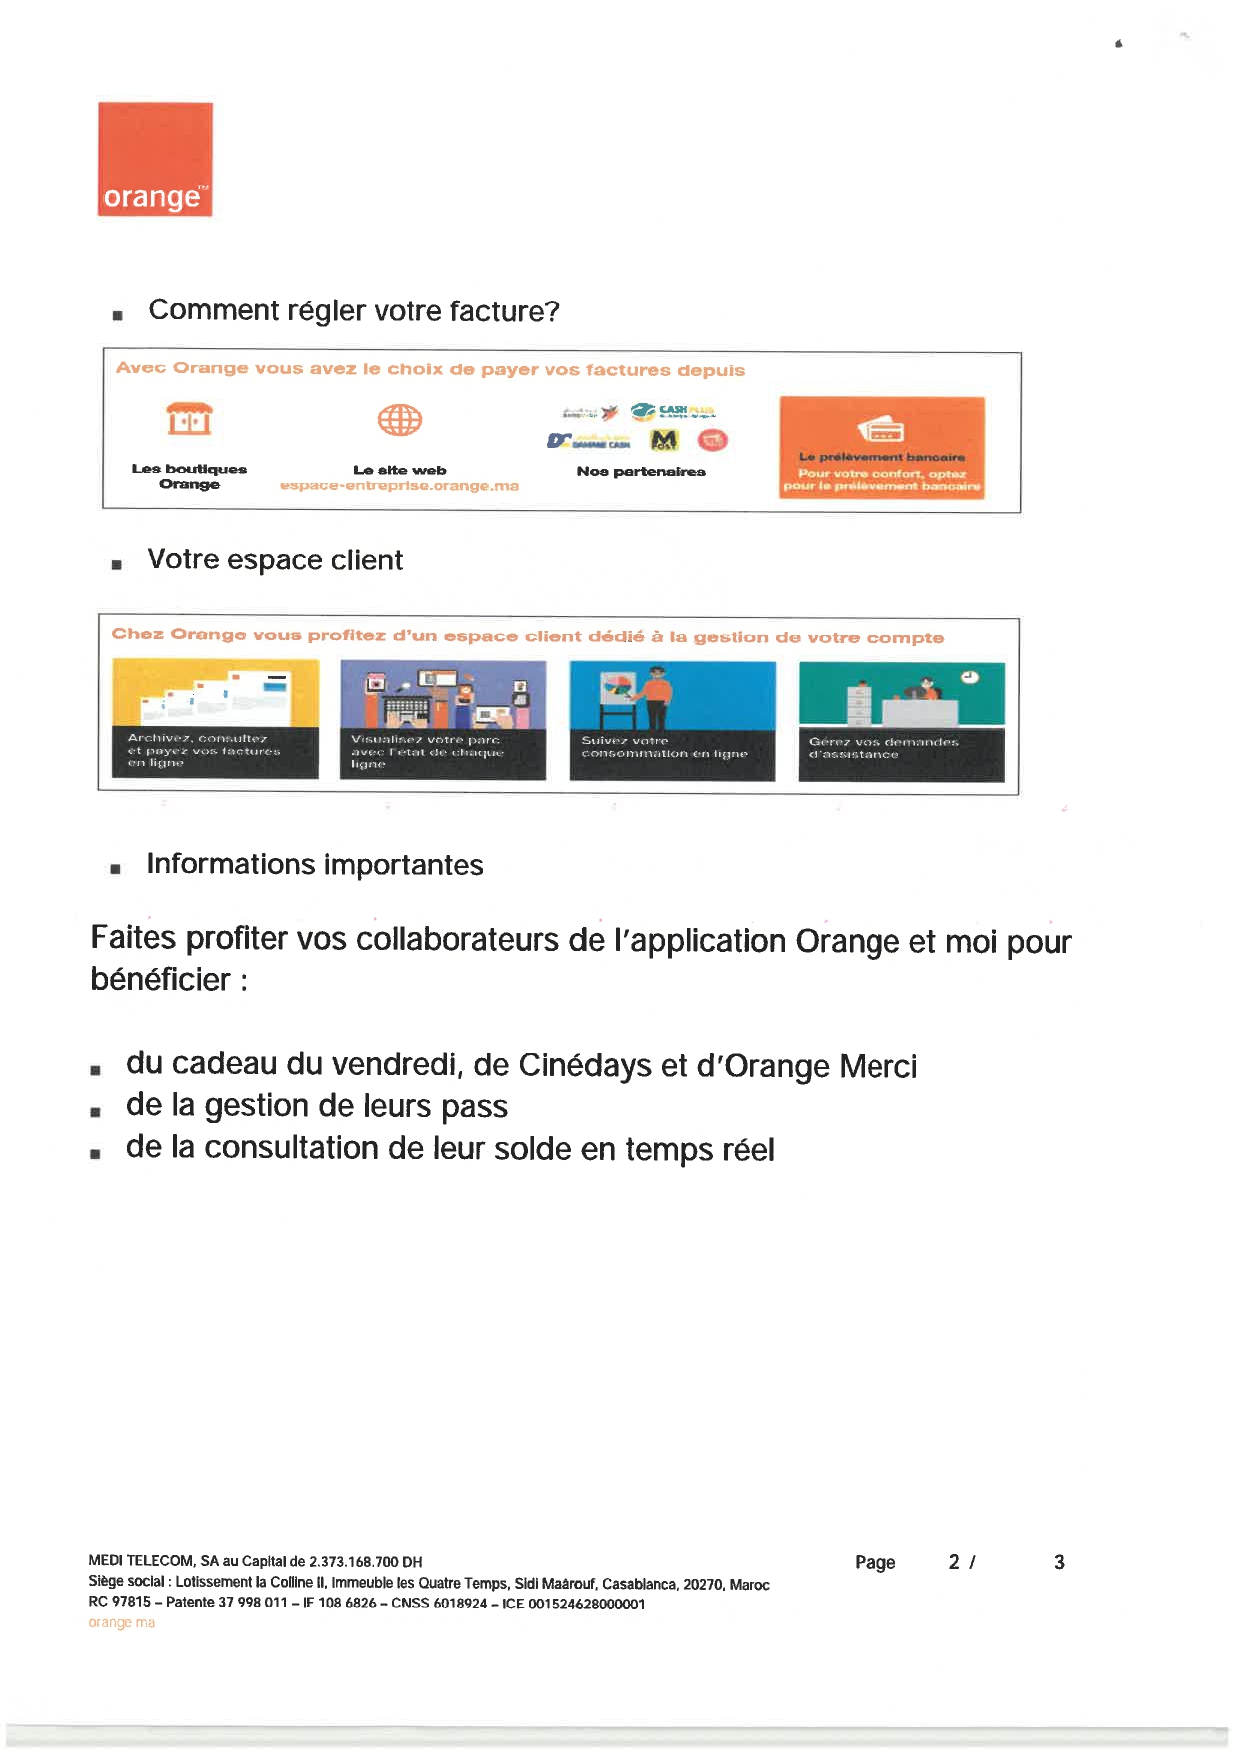 orange™
Comment régler votre facture?
Avec Orange vous avez le choix de payer vos factures depuis
CASH PLUS
DC DAMANE CASH
POST
Les boutiques
Orange
Le site web
espace-entreprise.orange.ma
Nos partenaires
Le prélèvement bancaire
Pour votre confort, optez
pour le prélèvement bancaire
Votre espace client
Chez Orange vous profitez d'un espace client dédié à la gestion de votre compte
Archivez, consultez
et payez vos factures
en ligne
Visualisez votre parc
avec l'état de chaque
ligne
Suivez votre
consommation en ligne
Gérez vos demandes
d'assistance
Informations importantes
Faites profiter vos collaborateurs de l'application Orange et moi pour
bénéficier :
du cadeau du vendredi, de Cinédays et d'Orange Merci
de la gestion de leurs pass
de la consultation de leur solde en temps réel
MEDI TELECOM, SA au Capital de 2.373.168.700 DH
Page 2 / 3
Siège social : Lotissement la Colline II, Immeuble les Quatre Temps, Sidi Maârouf, Casablanca, 20270, Maroc
RC 97815 – Patente 37 998 011 – IF 108 6826 – CNSS 6018924 – ICE 001524628000001
orange ma